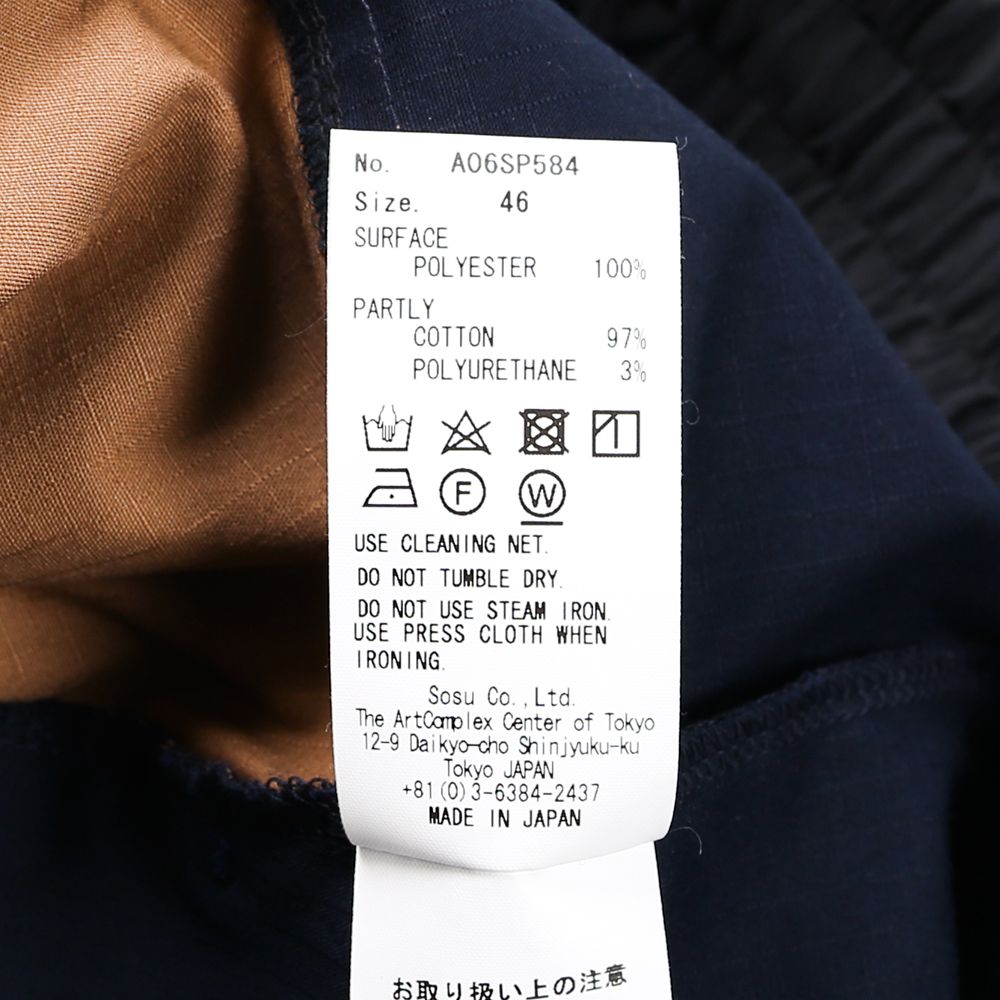 No. A06SP584
Size. 46
SURFACE
POLYESTER 100%
PARTLY
COTTON 97%
POLYURETHANE 3%
F W
USE CLEANING NET.
DO NOT TUMBLE DRY.
DO NOT USE STEAM IRON.
USE PRESS CLOTH WHEN
IRONING.
Sosu Co.,Ltd.
The ArtComplex Center of Tokyo
12-9 Daikyo-cho Shinjyuku-ku
Tokyo JAPAN
+81(0)3-6384-2437
MADE IN JAPAN
お取り扱い上の注意